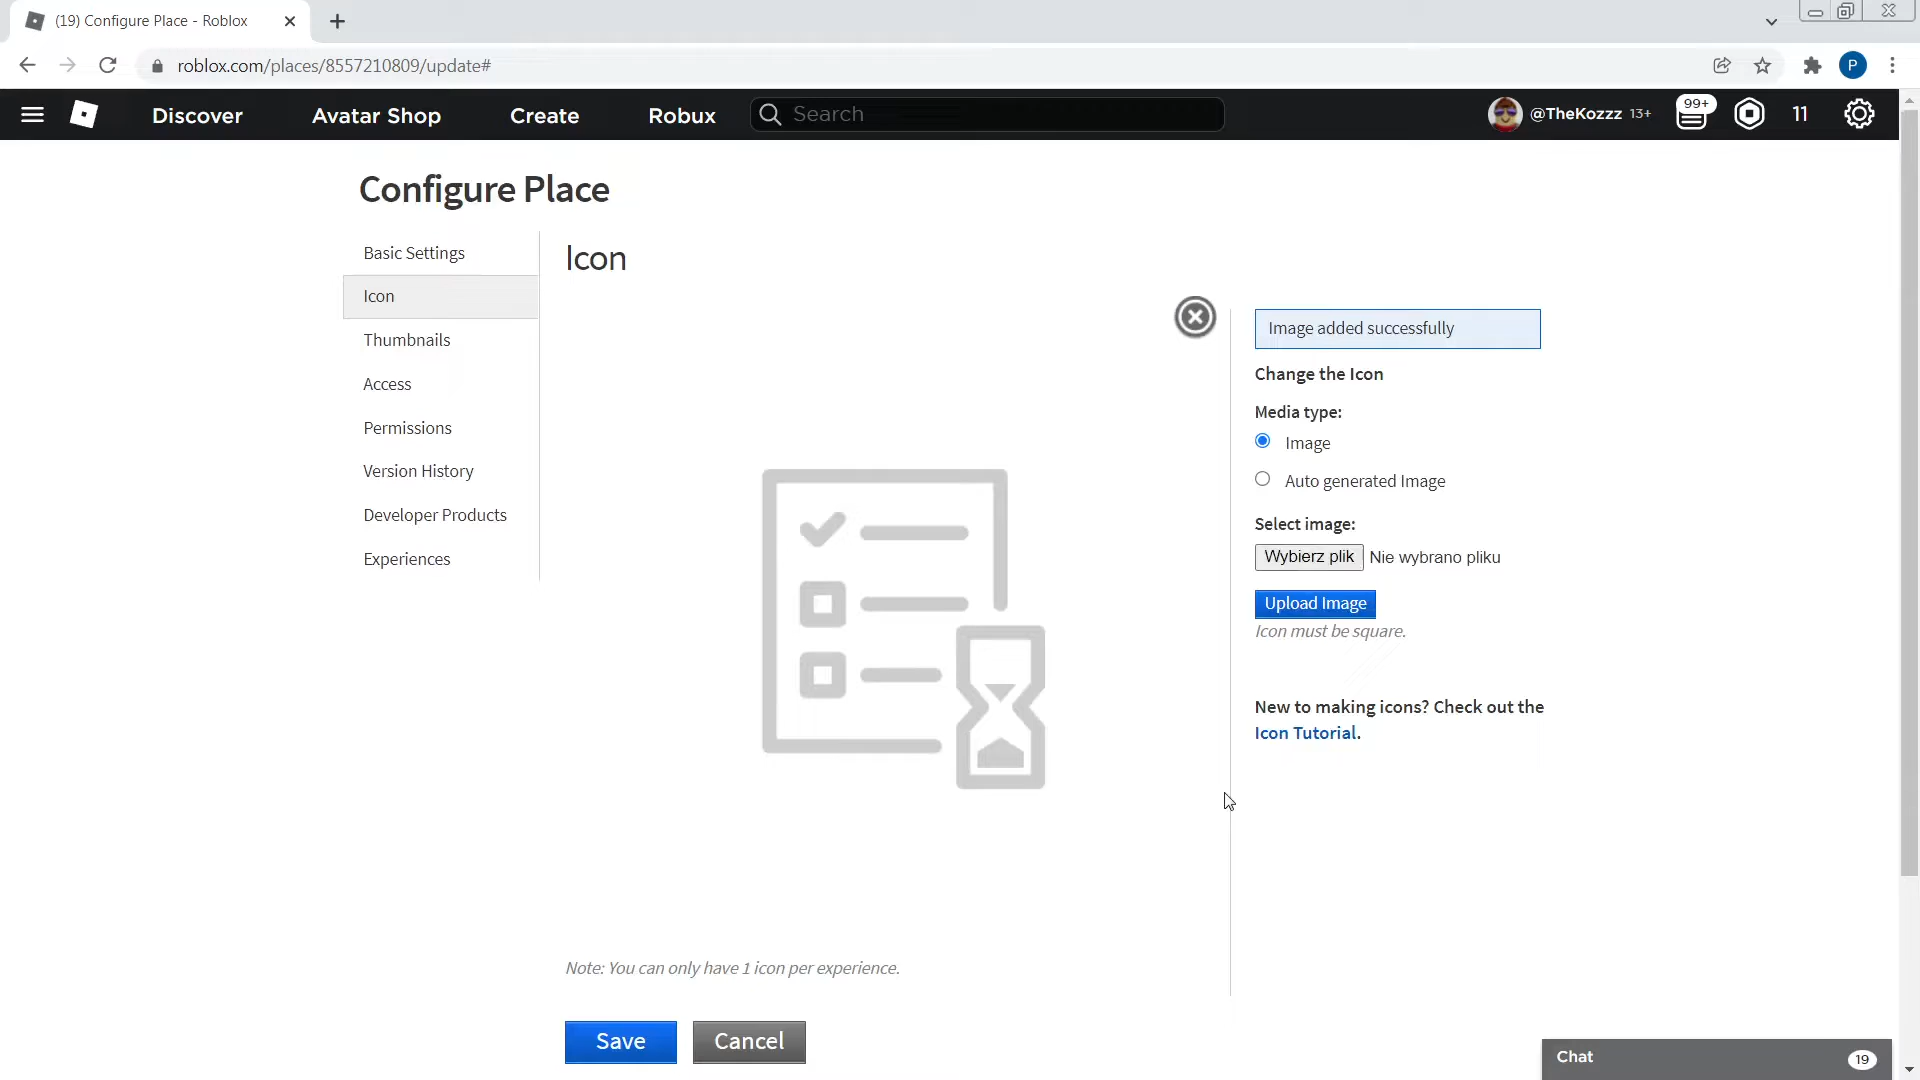 (19) Configure Place - Roblox
roblox.com/places/8557210809/update#
P
Discover
Avatar Shop
Create
Robux
Search
@TheKozzz 13+
99+
11
Configure Place
Basic Settings
Icon
Thumbnails
Access
Permissions
Version History
Developer Products
Experiences
Icon
Image added successfully
Change the Icon
Media type:
Image
Auto generated Image
Select image:
Wybierz plik Nie wybrano pliku
Upload Image
Icon must be square.
New to making icons? Check out the
Icon Tutorial.
Note: You can only have 1 icon per experience.
Save
Cancel
Chat
19